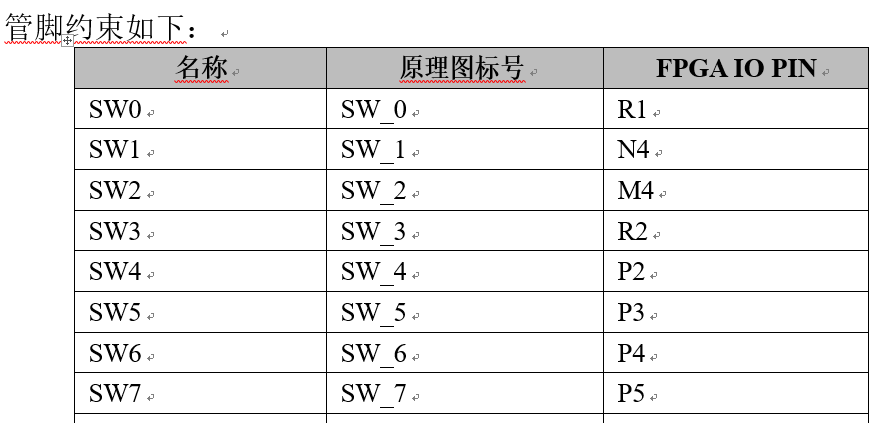 管脚约束如下：
名称 原理图标号 FPGA IO PIN
SW0 SW_0 R1
SW1 SW_1 N4
SW2 SW_2 M4
SW3 SW_3 R2
SW4 SW_4 P2
SW5 SW_5 P3
SW6 SW_6 P4
SW7 SW_7 P5